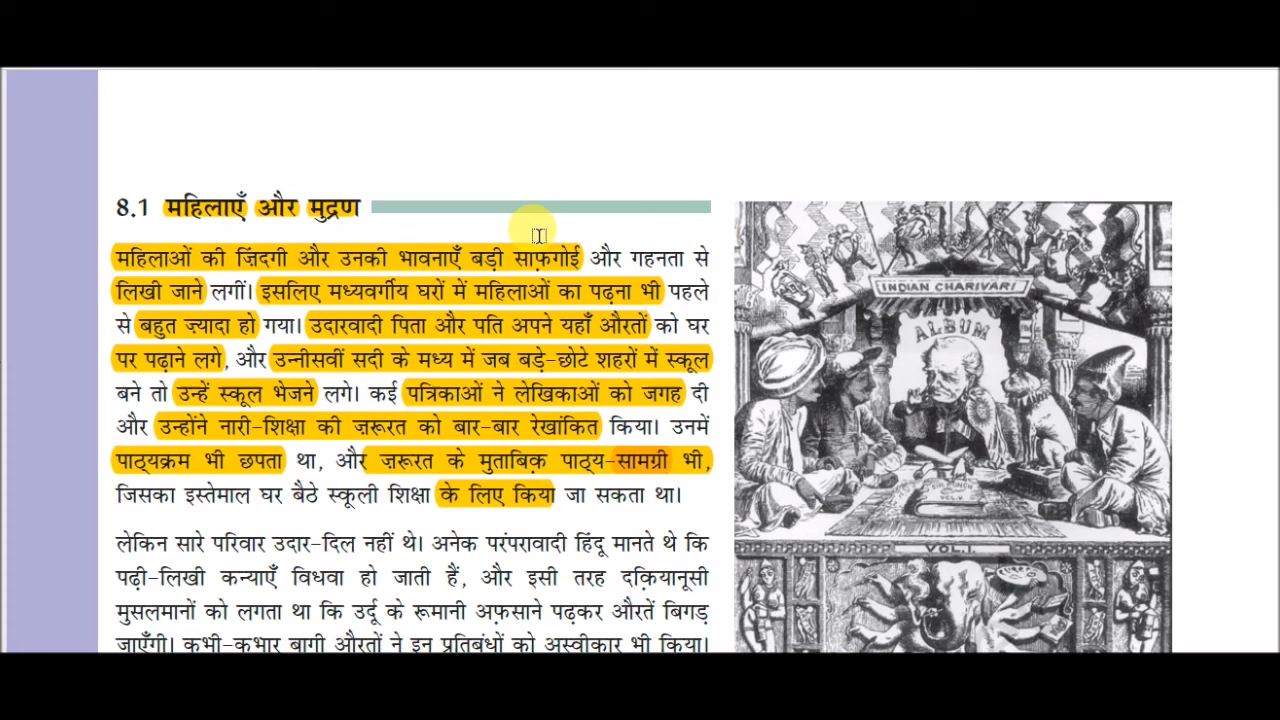 8.1 महिलाएँ और मुद्रण
महिलाओं की ज़िंदगी और उनकी भावनाएँ बड़ी साफ़गोई और गहनता से
लिखी जाने लगीं। इसलिए मध्यवर्गीय घरों में महिलाओं का पढ़ना भी पहले
से बहुत ज़्यादा हो गया। उदारवादी पिता और पति अपने यहाँ औरतों को घर
पर पढ़ाने लगे, और उन्नीसवीं सदी के मध्य में जब बड़े-छोटे शहरों में स्कूल
बने तो उन्हें स्कूल भेजने लगे। कई पत्रिकाओं ने लेखिकाओं को जगह दी
और उन्होंने नारी-शिक्षा की ज़रूरत को बार-बार रेखांकित किया। उनमें
पाठ्यक्रम भी छपता था, और ज़रूरत के मुताबिक़ पाठ्य-सामग्री भी,
जिसका इस्तेमाल घर बैठे स्कूली शिक्षा के लिए किया जा सकता था।
लेकिन सारे परिवार उदार-दिल नहीं थे। अनेक परंपरावादी हिंदू मानते थे कि
पढ़ी-लिखी कन्याएँ विधवा हो जाती हैं, और इसी तरह दक़ियानूसी
मुसलमानों को लगता था कि उर्दू के रूमानी अफ़साने पढ़कर औरतें बिगड़
जाएँगी। कभी-कभार बाग़ी औरतों ने इन प्रतिबंधों को अस्वीकार भी किया।
INDIAN CHARIVARI
ALBUM
VOL. I.